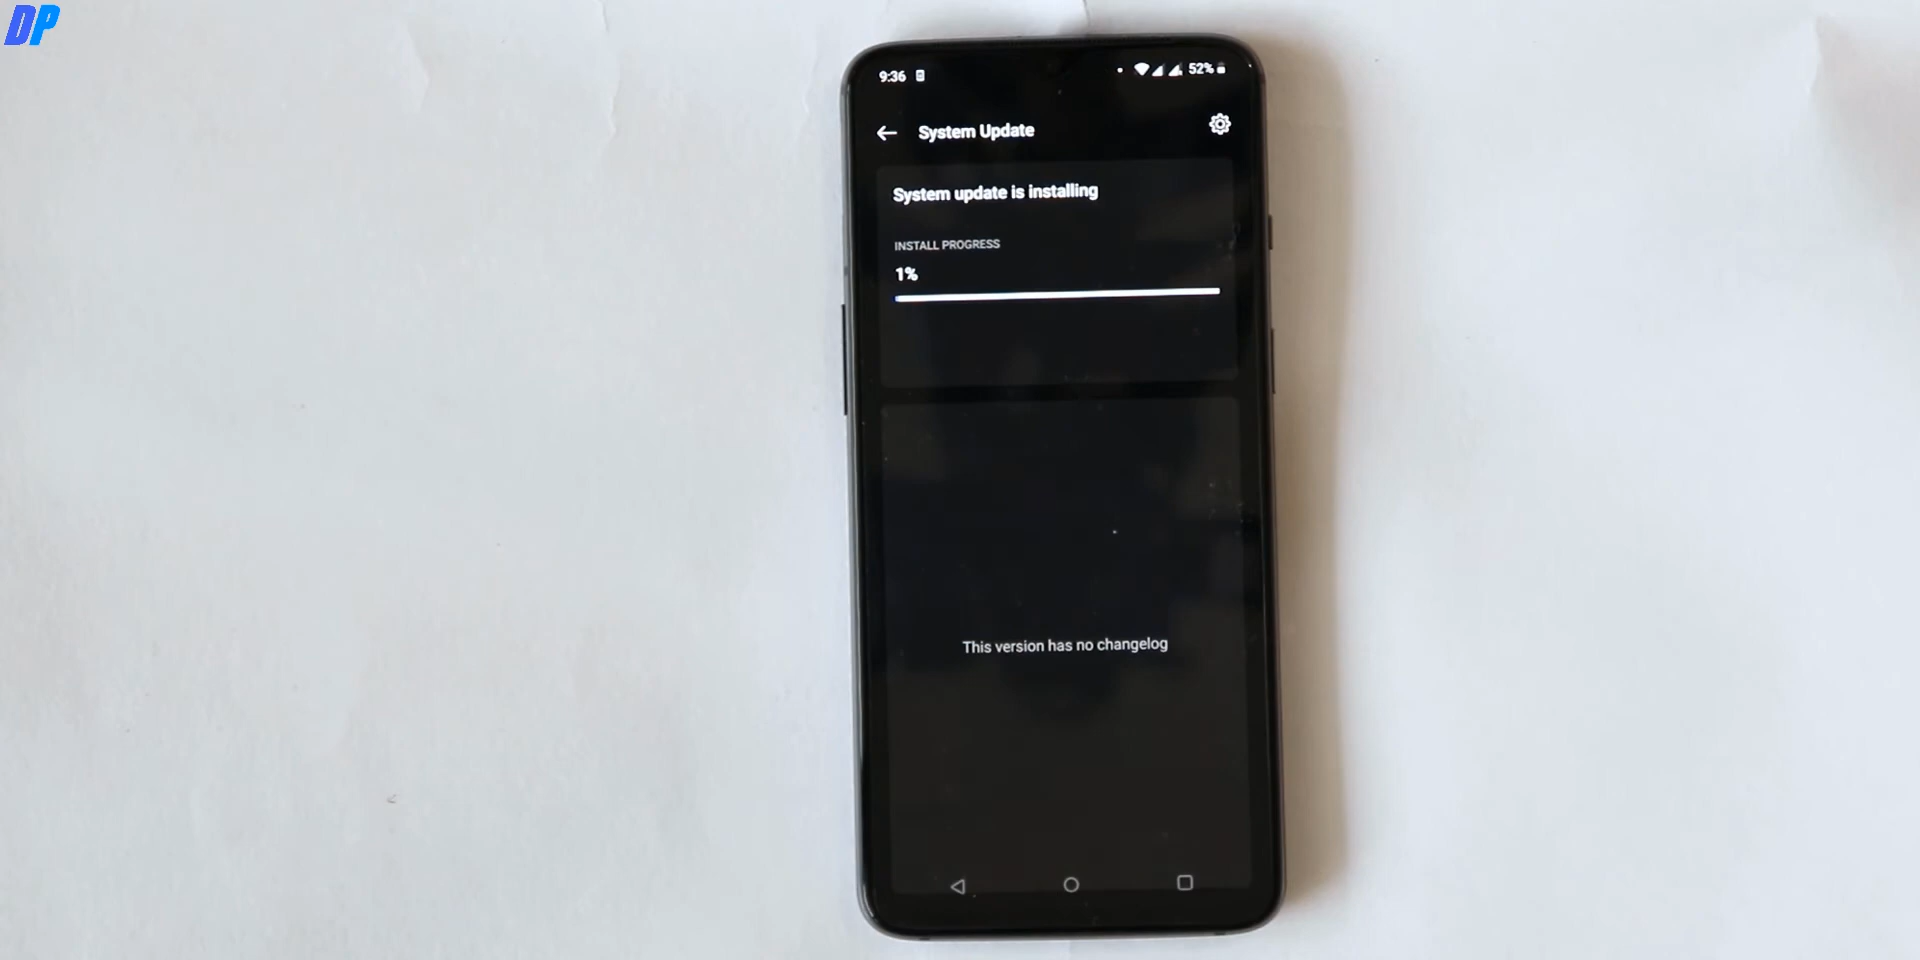 DP
9:36
52%
System Update
System update is installing
INSTALL PROGRESS
1%
This version has no changelog